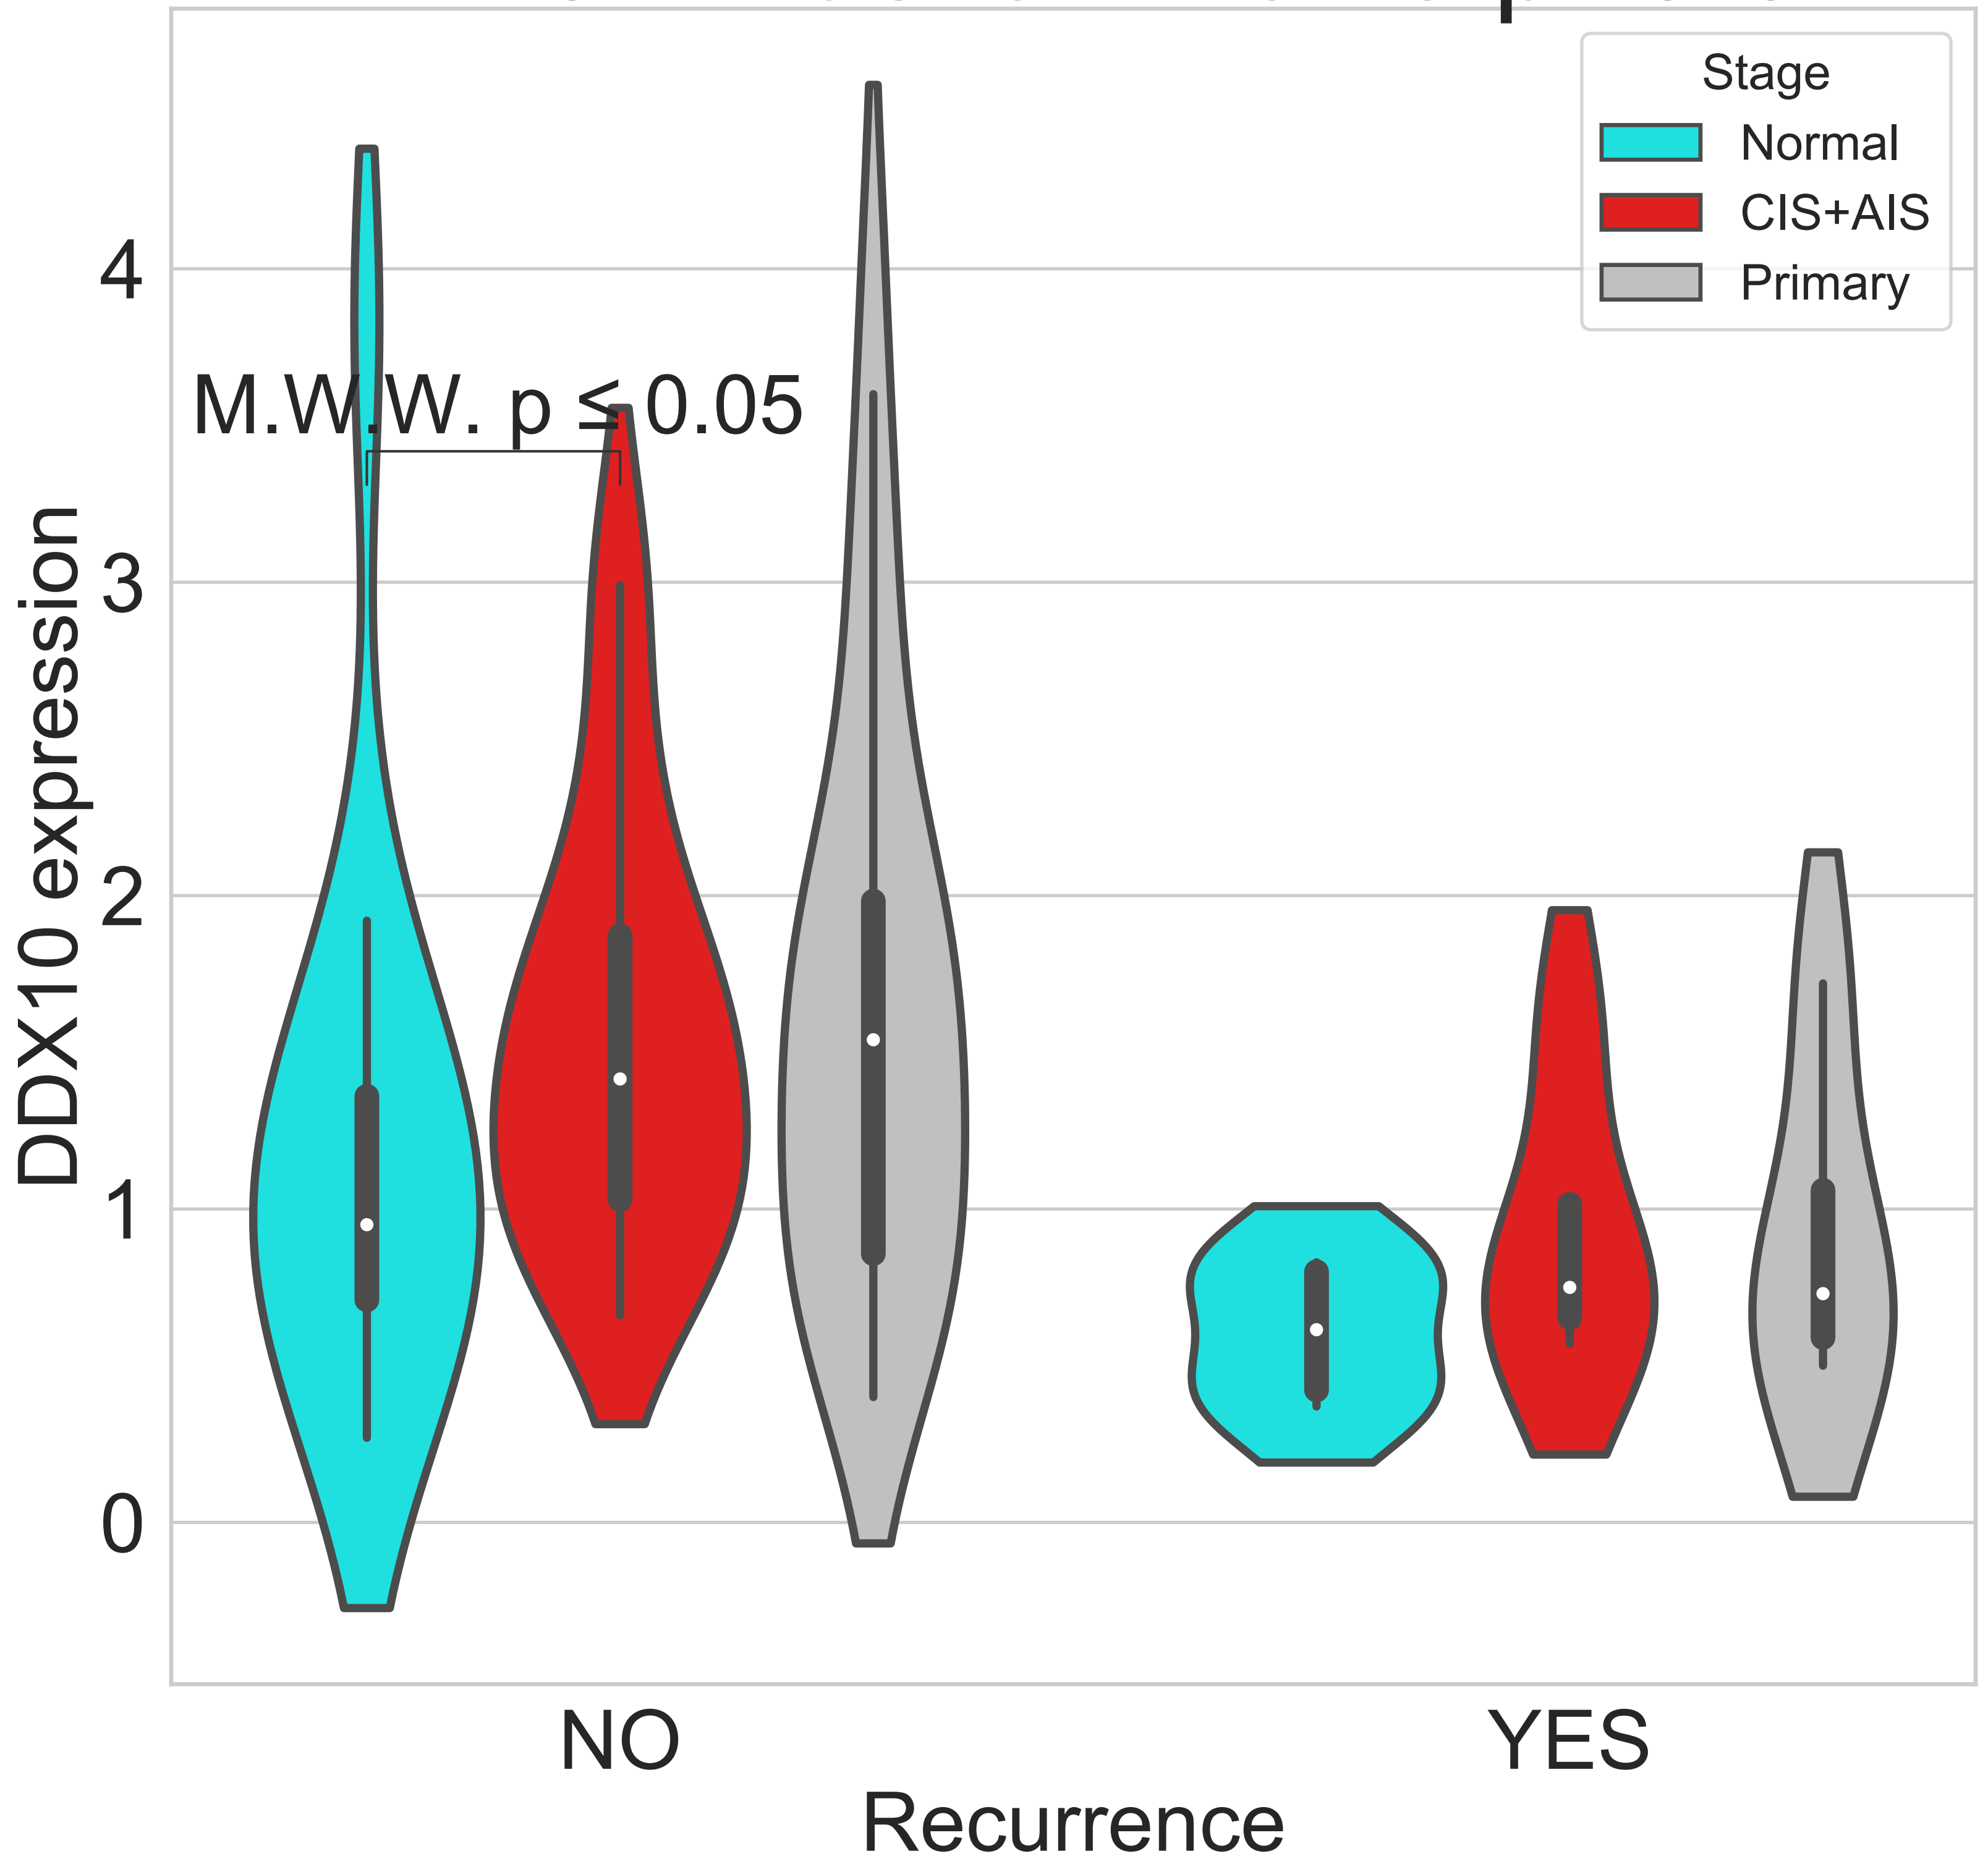 Stage
Normal
CIS+AIS
Primary
M.W.W. p ≤ 0.05
DDX10 expression
4
3
2
1
0
NO
YES
Recurrence